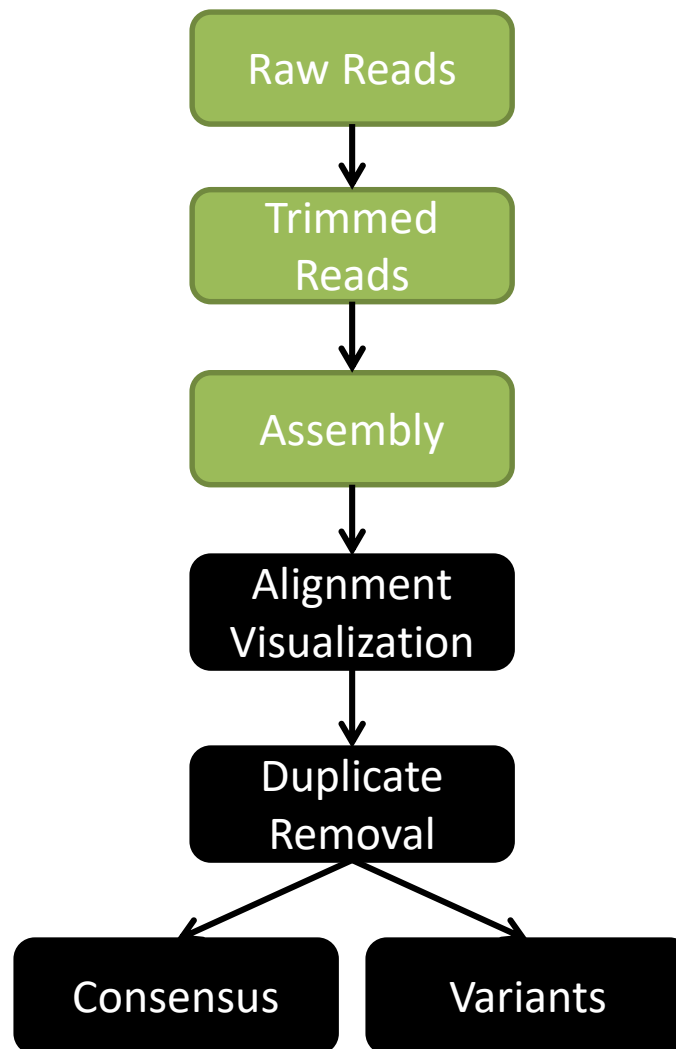 Raw Reads
Trimmed
Reads
Assembly
Alignment
Visualization
Duplicate
Removal
Consensus
Variants